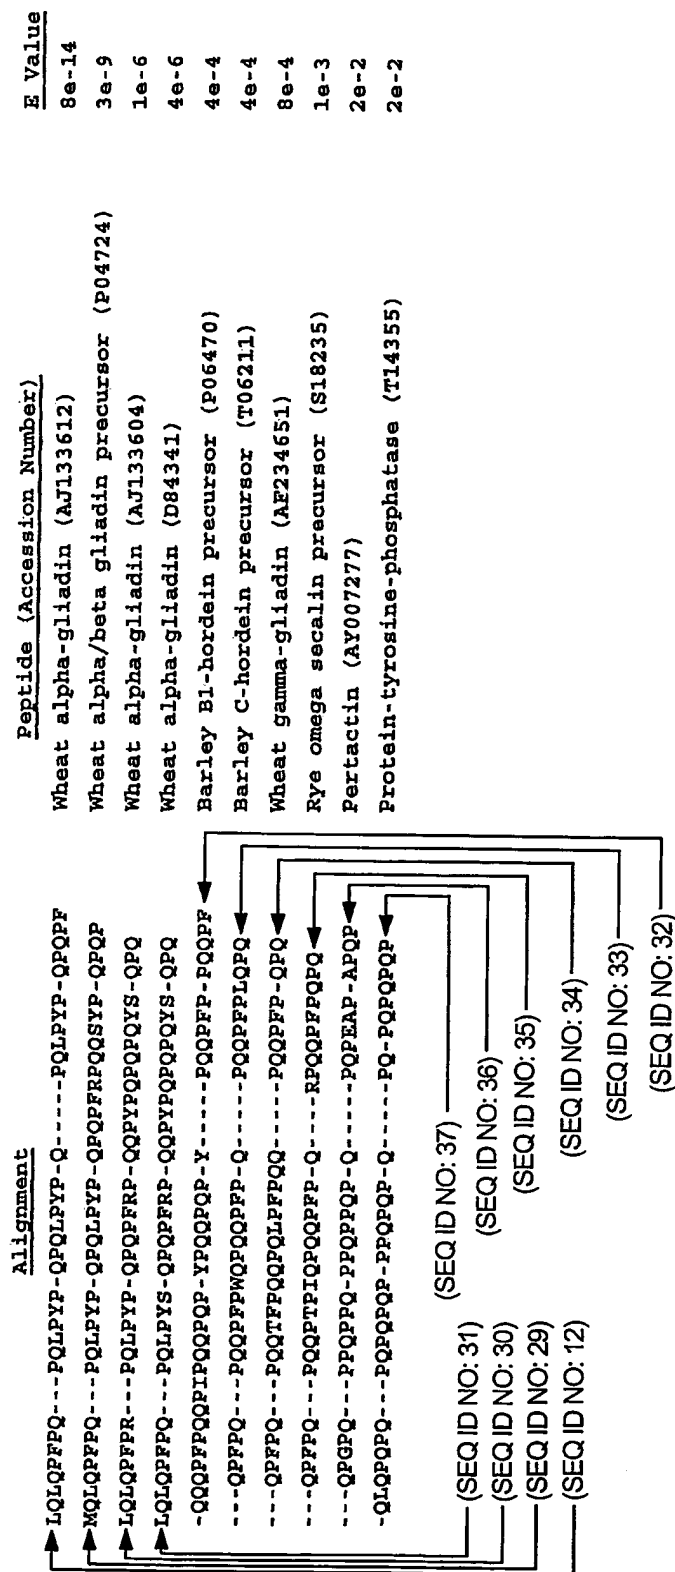 Alignment Peptide (Accession Number) E Value
LQLQPFPQ---PQLPYP-QPQLPYP-Q-----PQLPYP-QPQPF Wheat alpha-gliadin (AJ133612) 8e-14
MQLQPFPQ---PQLPYP-QPQLPYP-QPQPFRPQQSYP-QPQP Wheat alpha/beta gliadin precursor (P04724) 3e-9
LQLQPFPR---PQLPYP-QPQPFRP-QQPYPQPQPQYS-QPQ Wheat alpha-gliadin (AJ133604) 1e-6
LQLQPFPQ---PQLPYS-QPQPFRP-QQPYPQPQPQYS-QPQ Wheat alpha-gliadin (D84341) 4e-6
-QQQPFPQQPIPQQPQP-YPQQPQP-Y-----PQQPFP-PQQPF Barley B1-hordein precursor (P06470) 4e-4
---QPFPQ---PQQPFPWQPQQPFP-Q-----PQQPFPLQPQ Barley C-hordein precursor (T06211) 4e-4
---QPFPQ---PQQTFPQQPQLPFPQQ-----PQQPFP-QPQ Wheat gamma-gliadin (AF234651) 8e-4
---QPFPQ---PQQPTPIQPQQPFP-Q-----RPQQPFPQPQ Rye omega secalin precursor (S18235) 1e-3
---QPGPQ---PPQPPQ-PPQPPQP-Q-----PQPEAP-APQP Pertactin (AY007277) 2e-2
-QLQPQPQ---PQPQPQP-PPQPQP-Q-----PQ-PQPQPQP Protein-tyrosine-phosphatase (T14355) 2e-2
(SEQ ID NO: 37)
(SEQ ID NO: 31)
(SEQ ID NO: 36)
(SEQ ID NO: 30)
(SEQ ID NO: 35)
(SEQ ID NO: 29)
(SEQ ID NO: 12)
(SEQ ID NO: 34)
(SEQ ID NO: 33)
(SEQ ID NO: 32)